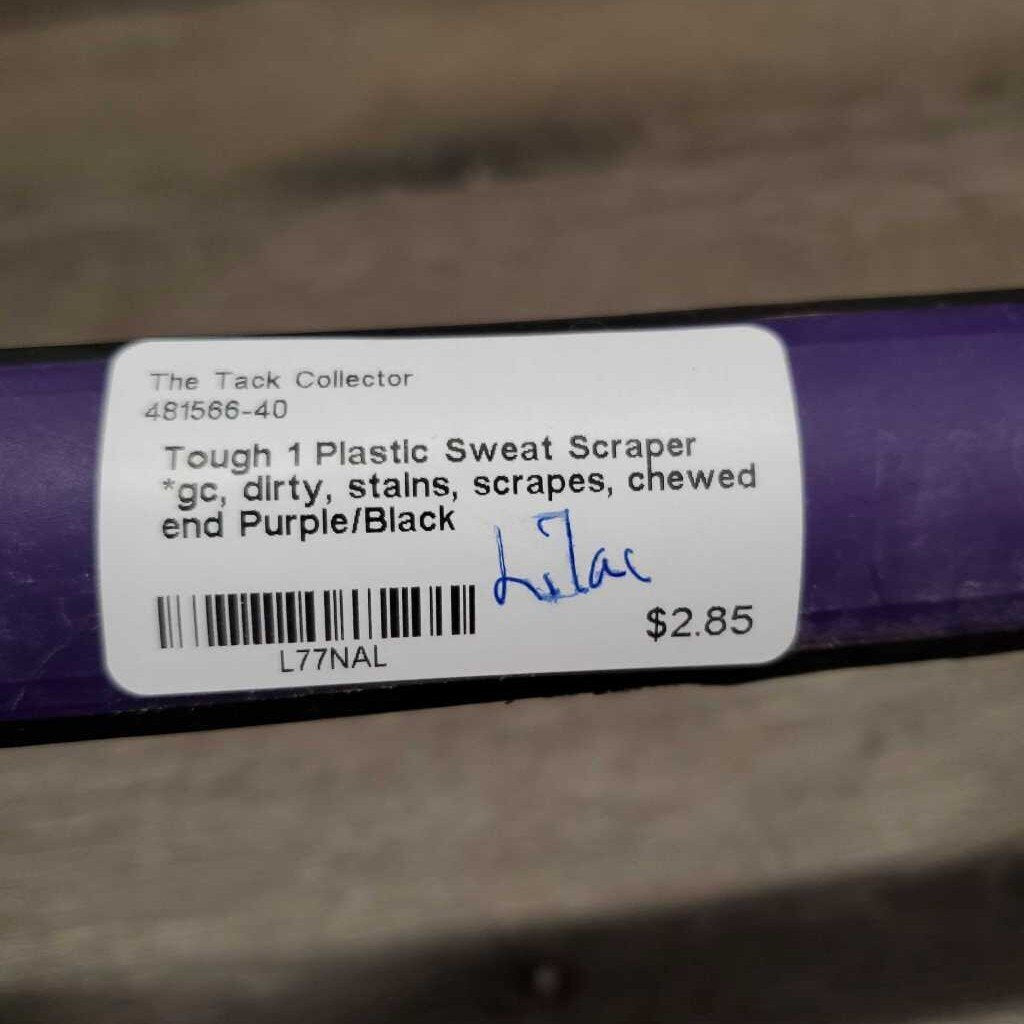 The Tack Collector
481566-40
Tough 1 Plastic Sweat Scraper
*gc, dirty, stains, scrapes, chewed
end Purple/Black
Lilac
$2.85
L77NAL